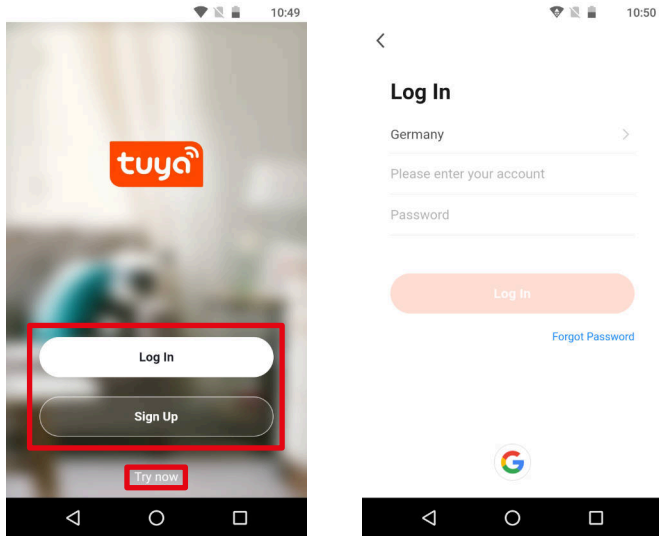 10:49
tuya
Log In
Sign Up
Try now
10:50
Log In
Germany
Please enter your account
Password
Log In
Forgot Password
G